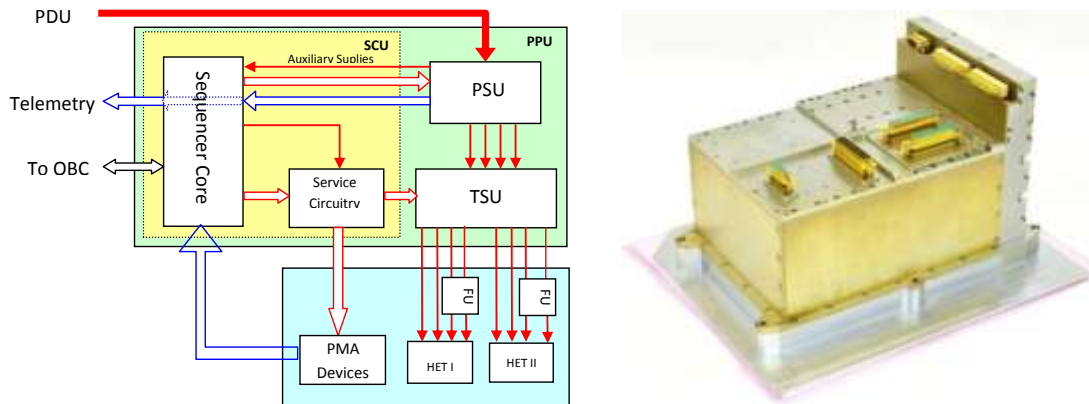 PDU
SCU
PPU
Auxiliary Suplies
Sequencer Core
PSU
Telemetry
To OBC
Service
Circuitry
TSU
FU
FU
PMA
Devices
HET I
HET II